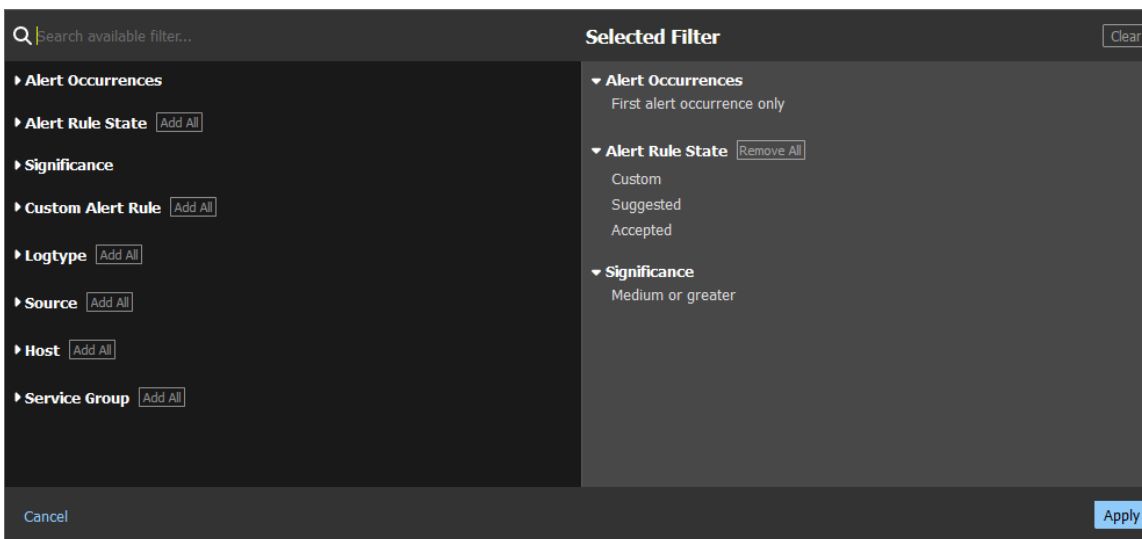 Search available filter...
Selected Filter
Clear
Alert Occurrences
Alert Rule State Add All
Significance
Custom Alert Rule Add All
Logtype Add All
Source Add All
Host Add All
Service Group Add All
Alert Occurrences
First alert occurrence only
Alert Rule State Remove All
Custom
Suggested
Accepted
Significance
Medium or greater
Cancel
Apply